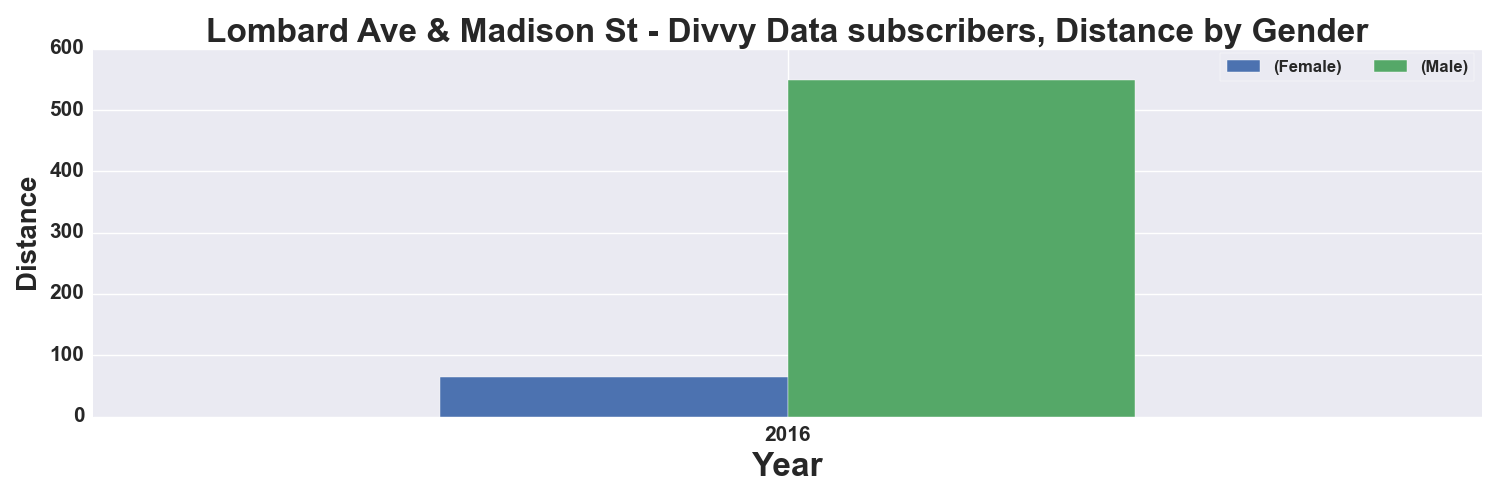 Lombard Ave & Madison St - Divvy Data subscribers, Distance by Gender
(Female) (Male)
600
500
400
300
200
100
0
Distance
2016
Year